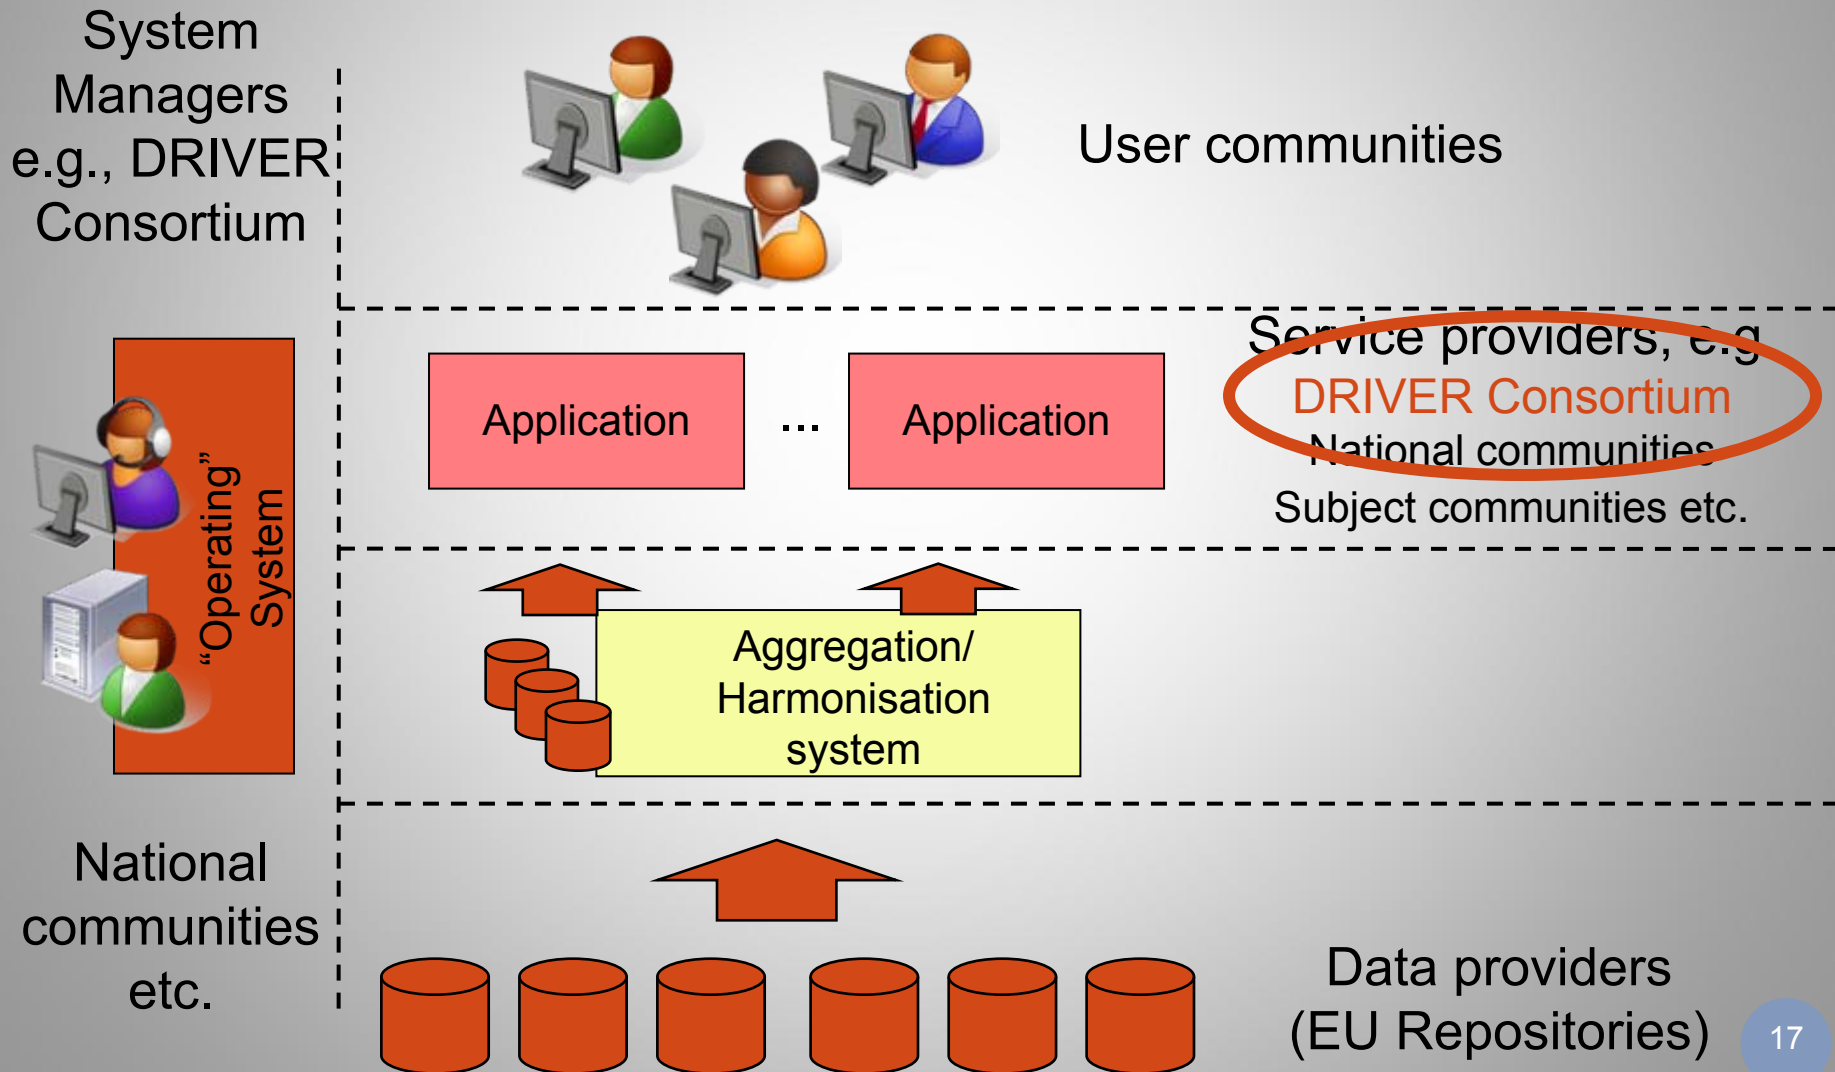 System
Managers
e.g., DRIVER
Consortium
User communities
Service providers, e.g
DRIVER Consortium
National communities
Subject communities etc.
Application
...
Application
"Operating"
System
Aggregation/
Harmonisation
system
National
communities
etc.
Data providers
(EU Repositories)
17